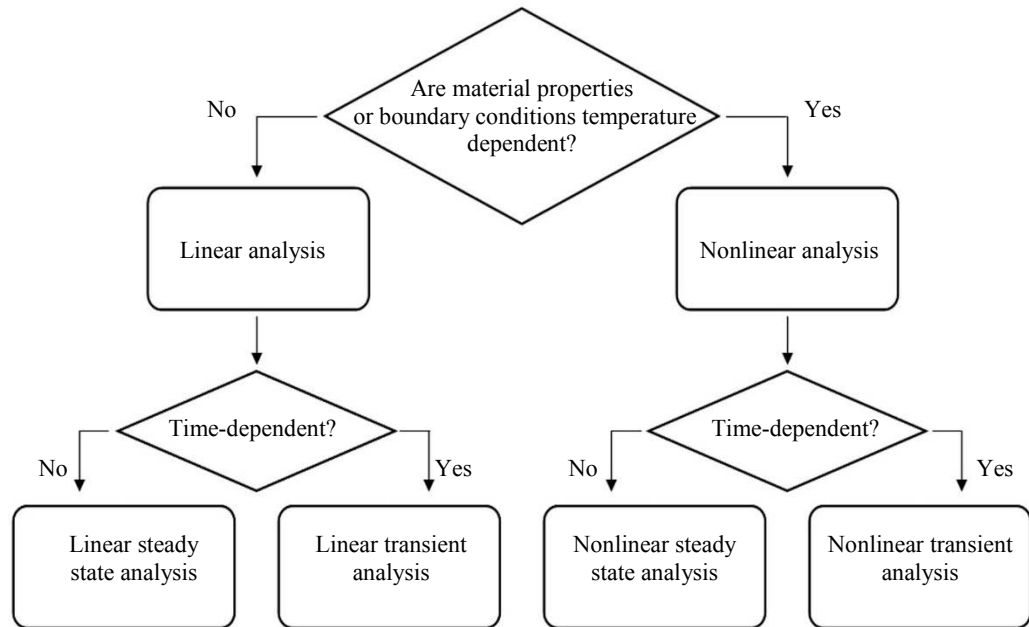 Are material properties
or boundary conditions temperature
dependent?
No
Yes
Linear analysis
Nonlinear analysis
Time-dependent?
Time-dependent?
No
Yes
No
Yes
Linear steady
state analysis
Linear transient
analysis
Nonlinear steady
state analysis
Nonlinear transient
analysis